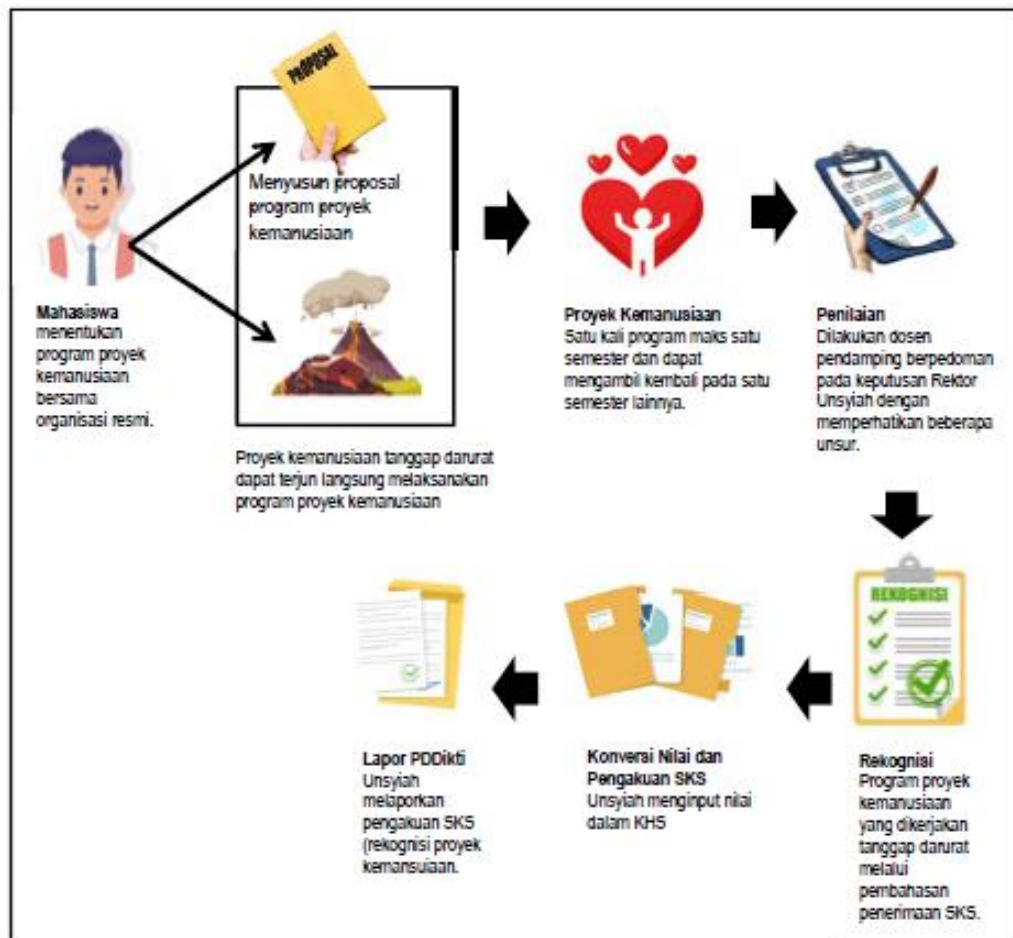 PROPOSAL
Menyusun proposal
program proyek
kemanusiaan
Mahasiswa
menentukan
program proyek
kemanusiaan
bersama
organisasi resmi.
Proyek kemanusiaan tanggap darurat
dapat terjun langsung melaksanakan
program proyek kemanusiaan
Proyek Kemanusiaan
Satu kali program maks satu
semester dan dapat
mengambil kembali pada satu
semester lainnya.
Penilaian
Dilakukan dosen
pendamping berpedoman
pada keputusan Rektor
Unsyiah dengan
memperhatikan beberapa
unsur.
REKOGNISI
Rekognisi
Program proyek
kemanusiaan
yang dikerjakan
tanggap darurat
melalui
pembahasan
penerimaan SKS.
Konversi Nilai dan
Pengakuan SKS
Unsyiah menginput nilai
dalam KHS
Lapor PDDikti
Unsyiah
melaporkan
pengakuan SKS
(rekognisi proyek
kemansuiaan.